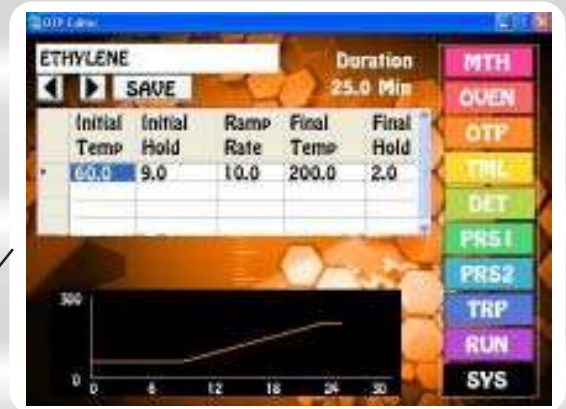 OTP Editor
ETHYLENE
Duration
25.0 Min
SAVE
Initial Temp
Initial Hold
Ramp Rate
Final Temp
Final Hold
60.0 9.0 10.0 200.0 2.0
300
0
0 6 12 18 24 30
MTH
OVEN
OTP
TML
DET
PRS1
PRS2
TRP
RUN
SYS